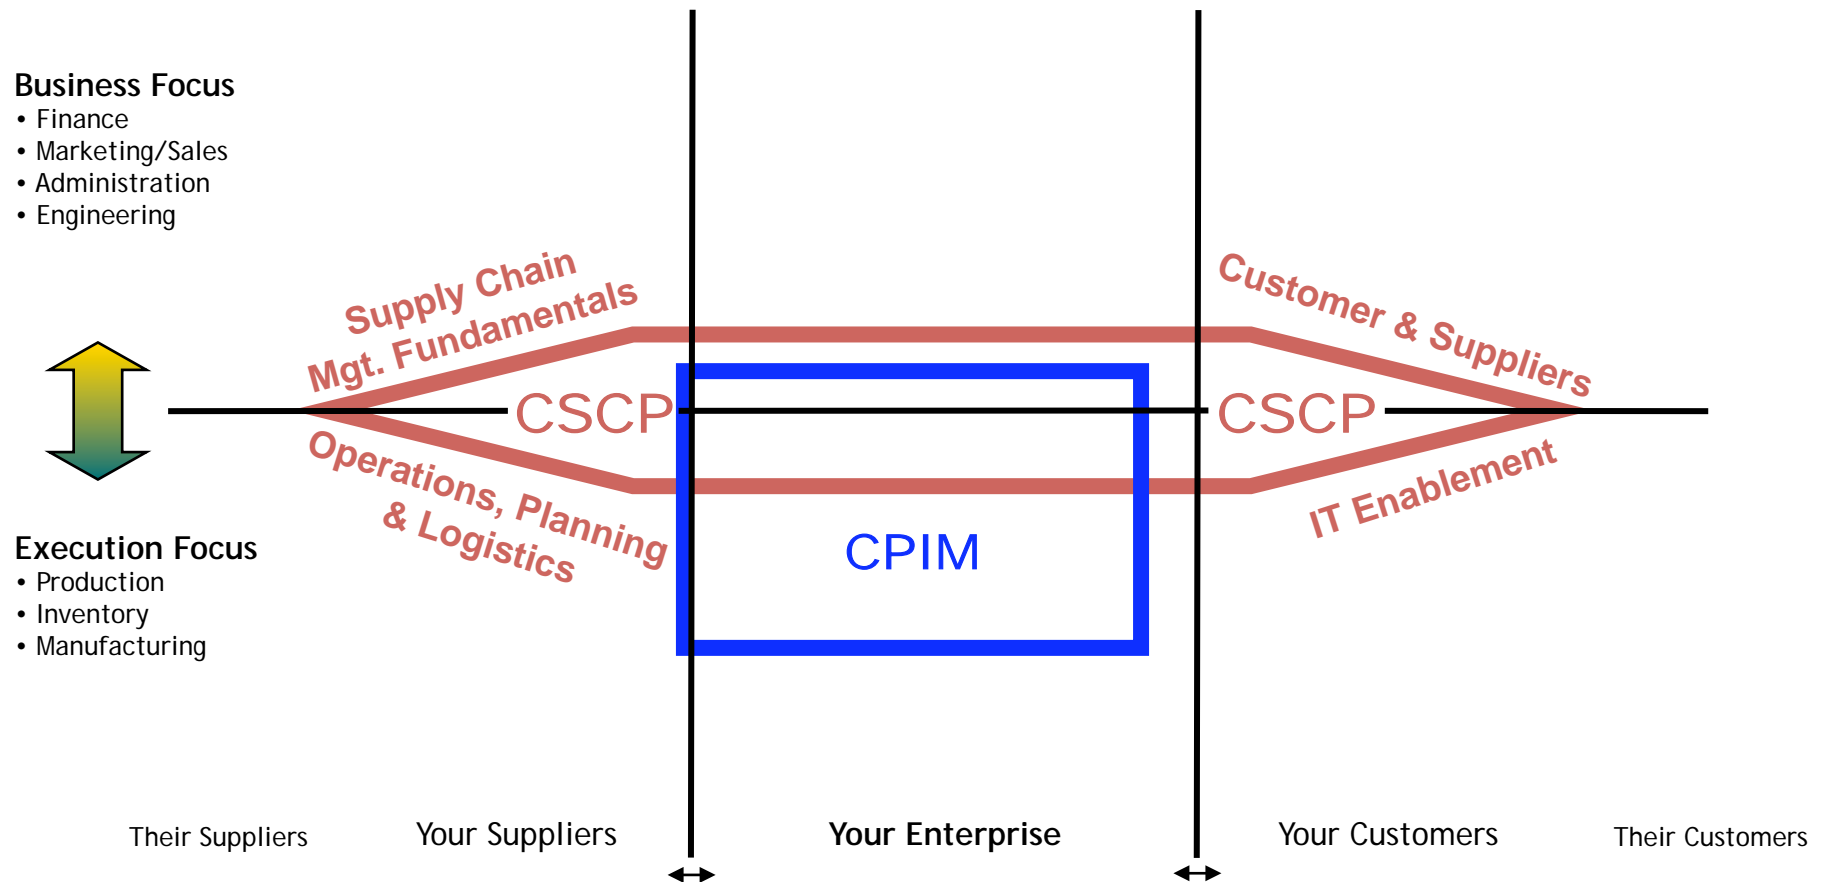 Business Focus
• Finance
• Marketing/Sales
• Administration
• Engineering
Supply Chain
Mgt. Fundamentals
Customer & Suppliers
CSCP
CSCP
Operations, Planning
& Logistics
IT Enablement
CPIM
Execution Focus
• Production
• Inventory
• Manufacturing
Their Suppliers
Your Suppliers
Your Enterprise
Your Customers
Their Customers